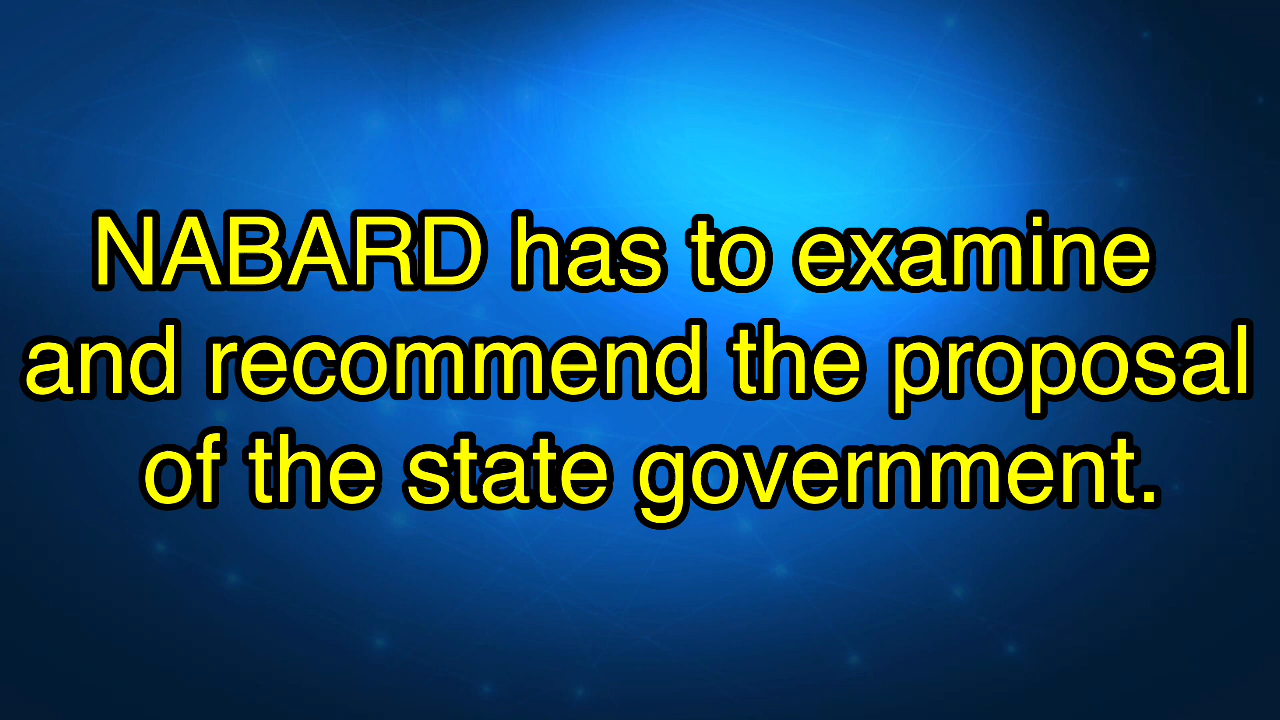 NABARD has to examine
and recommend the proposal
of the state government.